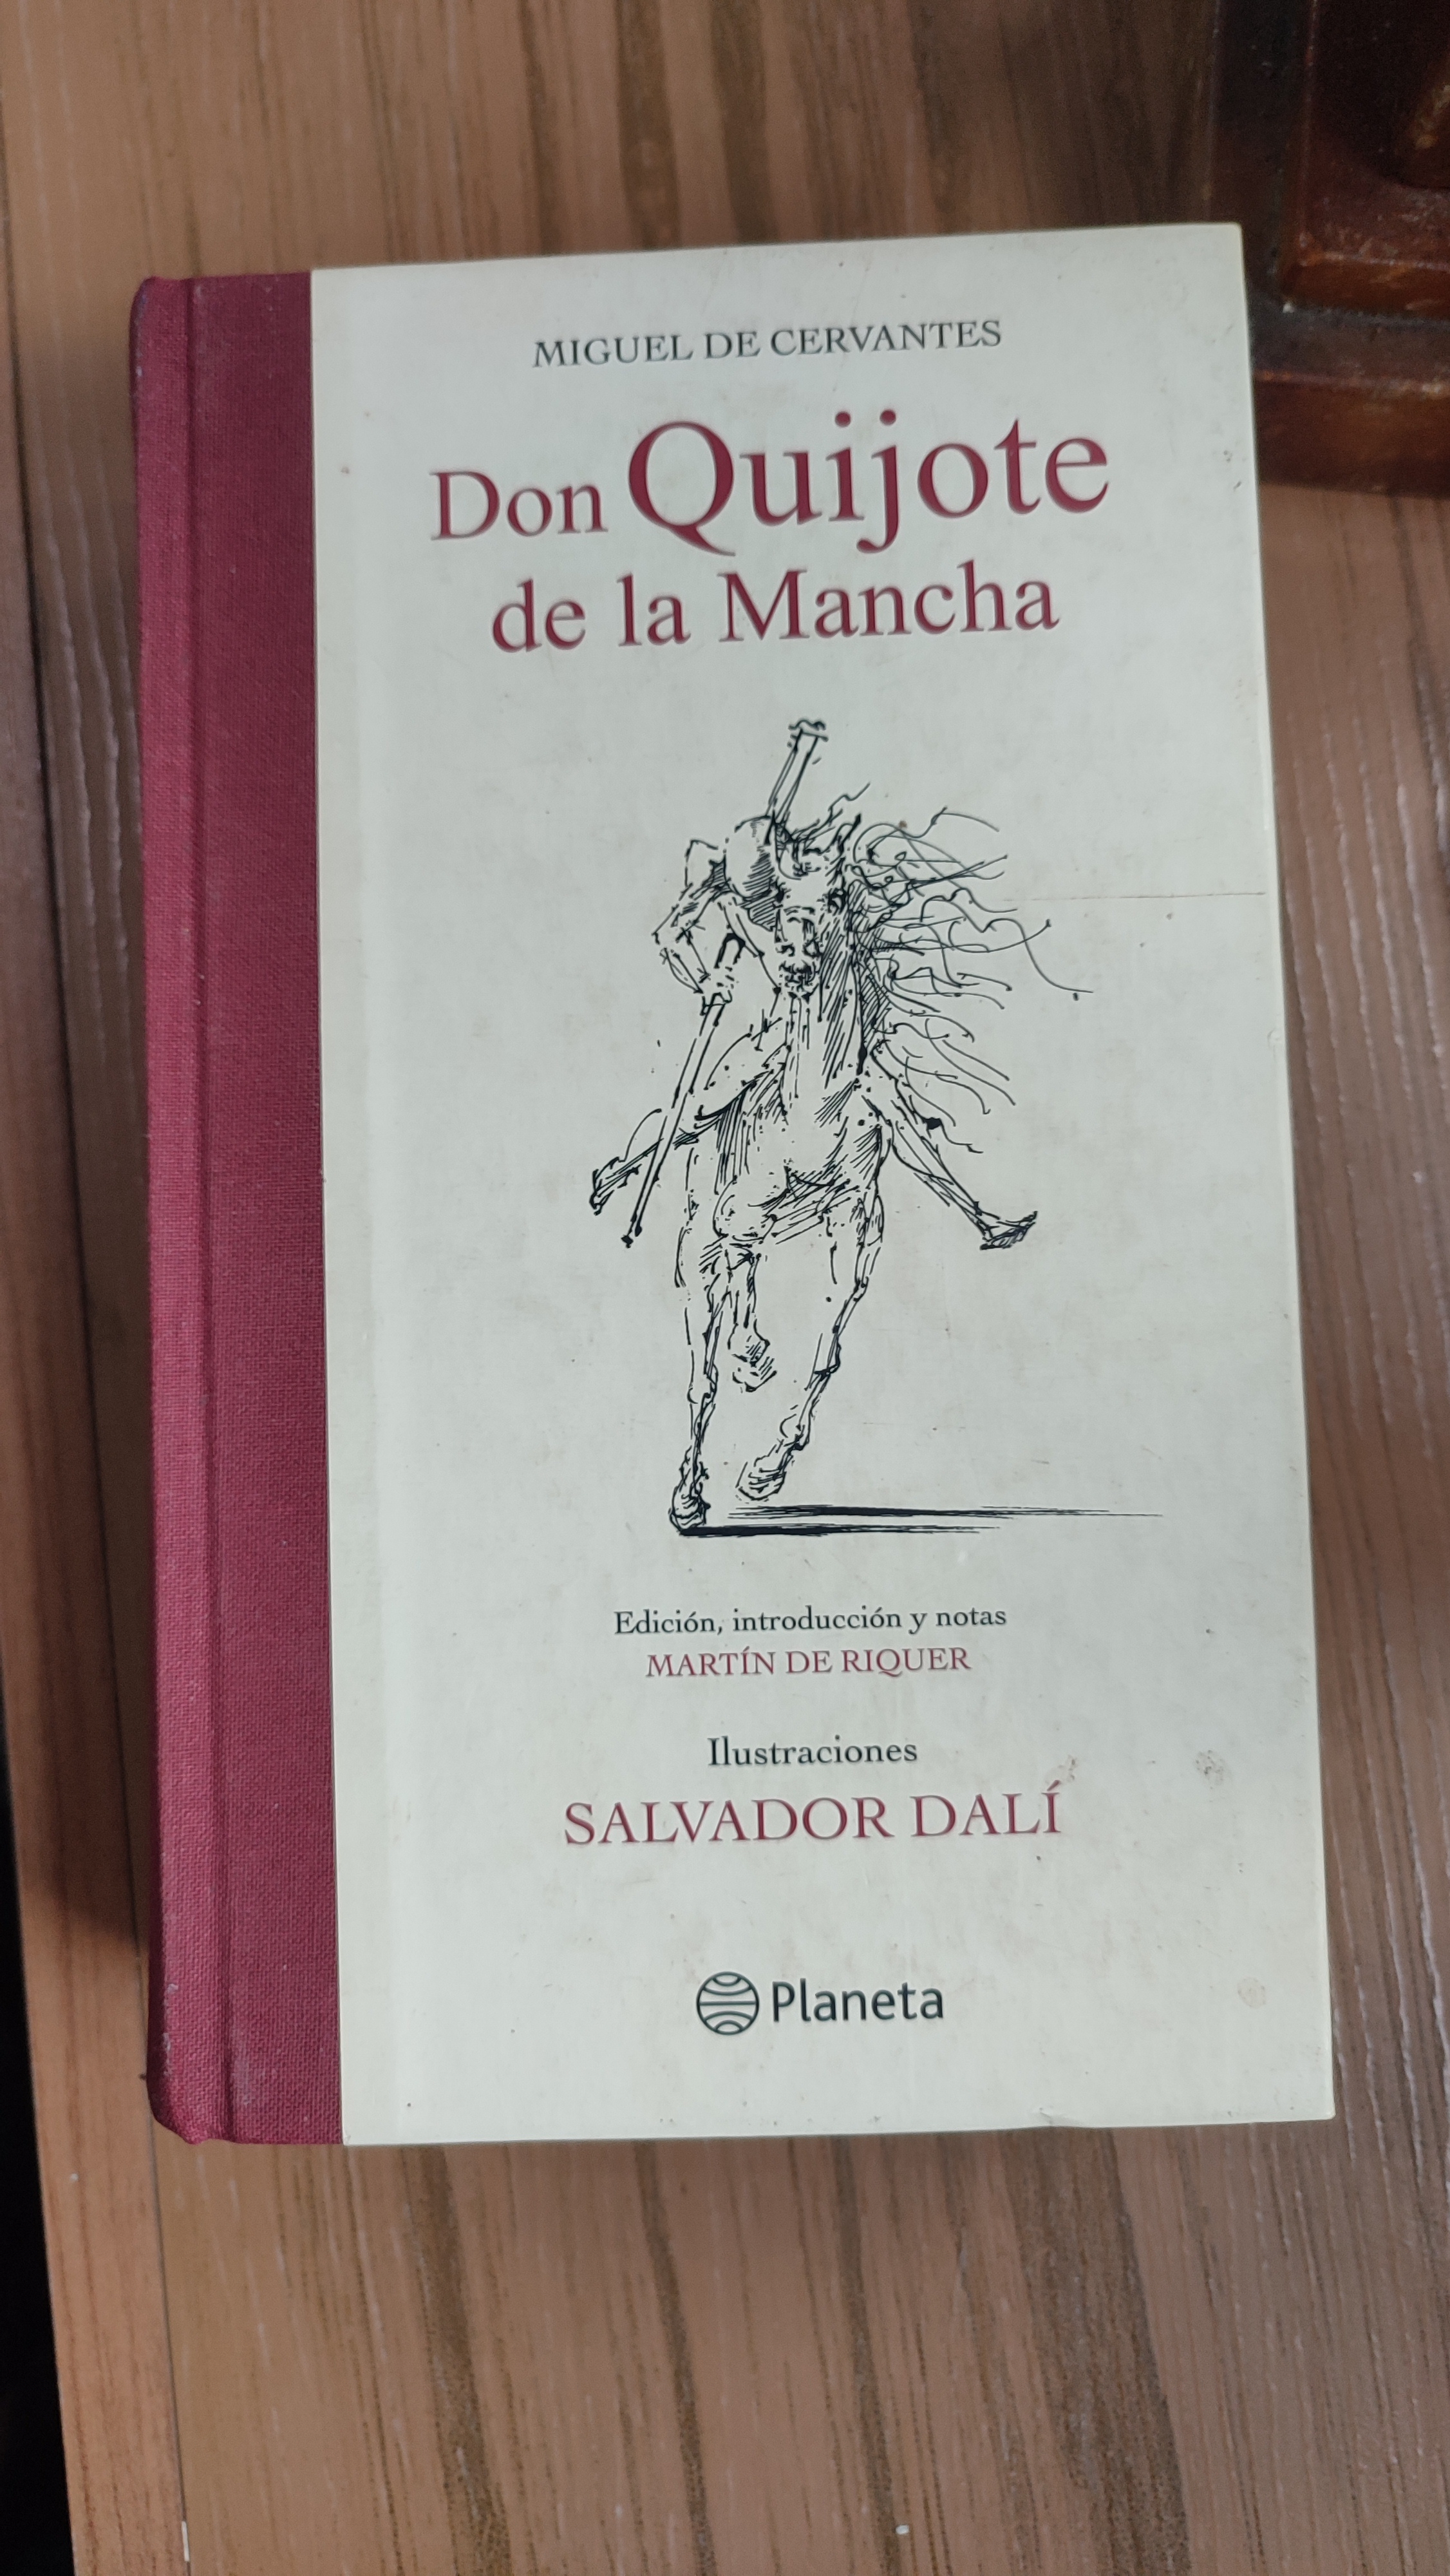 MIGUEL DE CERVANTES
Don Quijote
de la Mancha
Edición, introducción y notas
MARTÍN DE RIQUER
Ilustraciones
SALVADOR DALÍ
Planeta